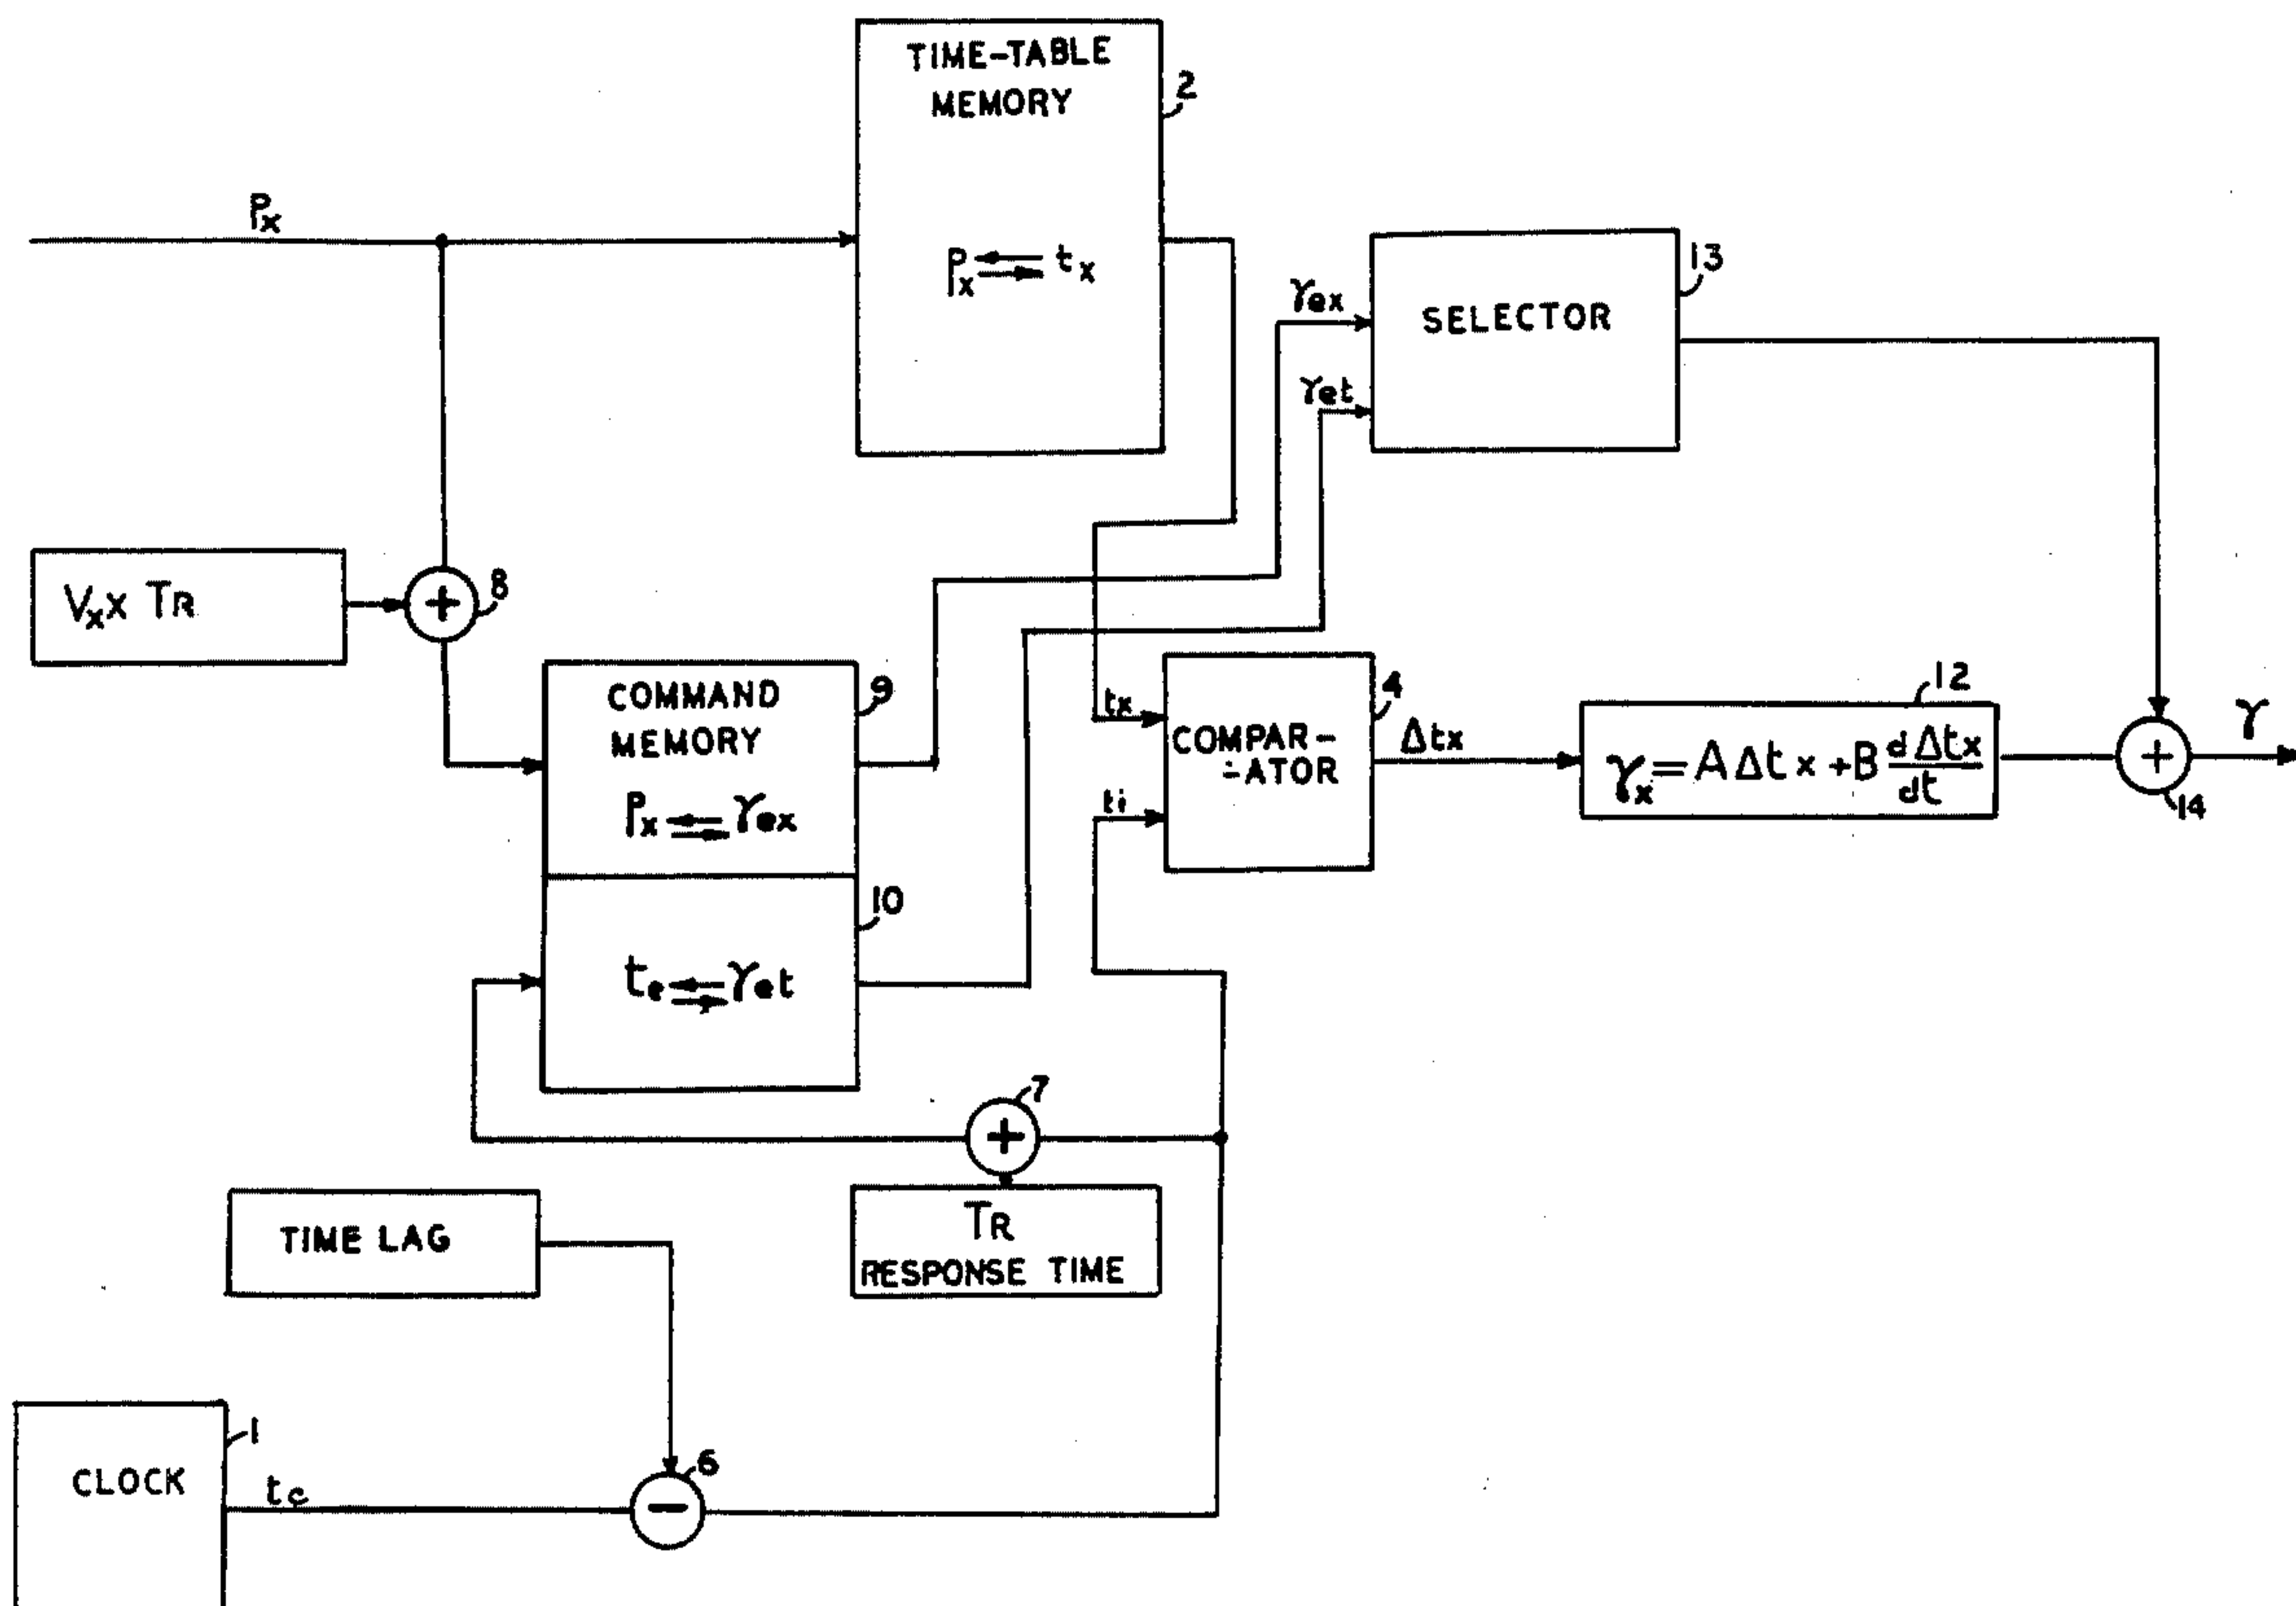 TIME-TABLE
MEMORY
2
Px
Px ⇄ tx
13
γex
SELECTOR
γet
Vx x TR
+
8
COMMAND
MEMORY
9
Px ⇄ γex
tx
4
COMPAR-
-ATOR
Δtx
ti
12
γx = A Δtx + B dΔtx/dt
+
γ
14
10
te ⇄ γet
7
+
TIME LAG
TR
RESPONSE TIME
1
CLOCK
tc
6
−